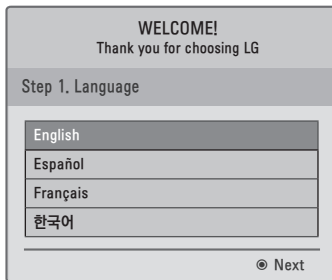 WELCOME!
Thank you for choosing LG
Step 1. Language
English
Español
Français
한국어
◉ Next